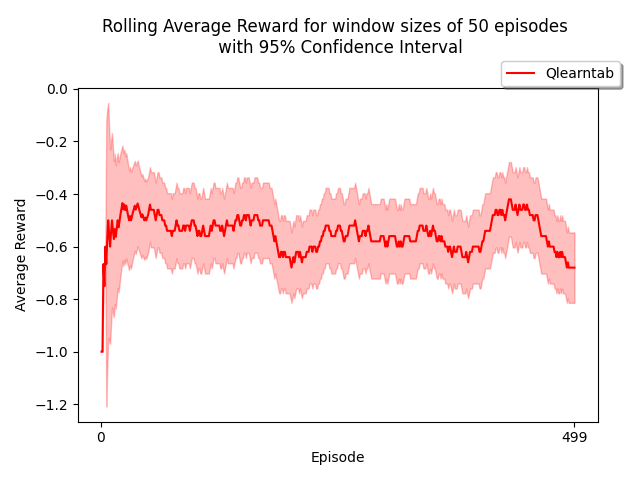 Rolling Average Reward for window sizes of 50 episodes
with 95% Confidence Interval
Qlearntab
0.0
−0.2
−0.4
−0.6
−0.8
−1.0
−1.2
Average Reward
0
499
Episode